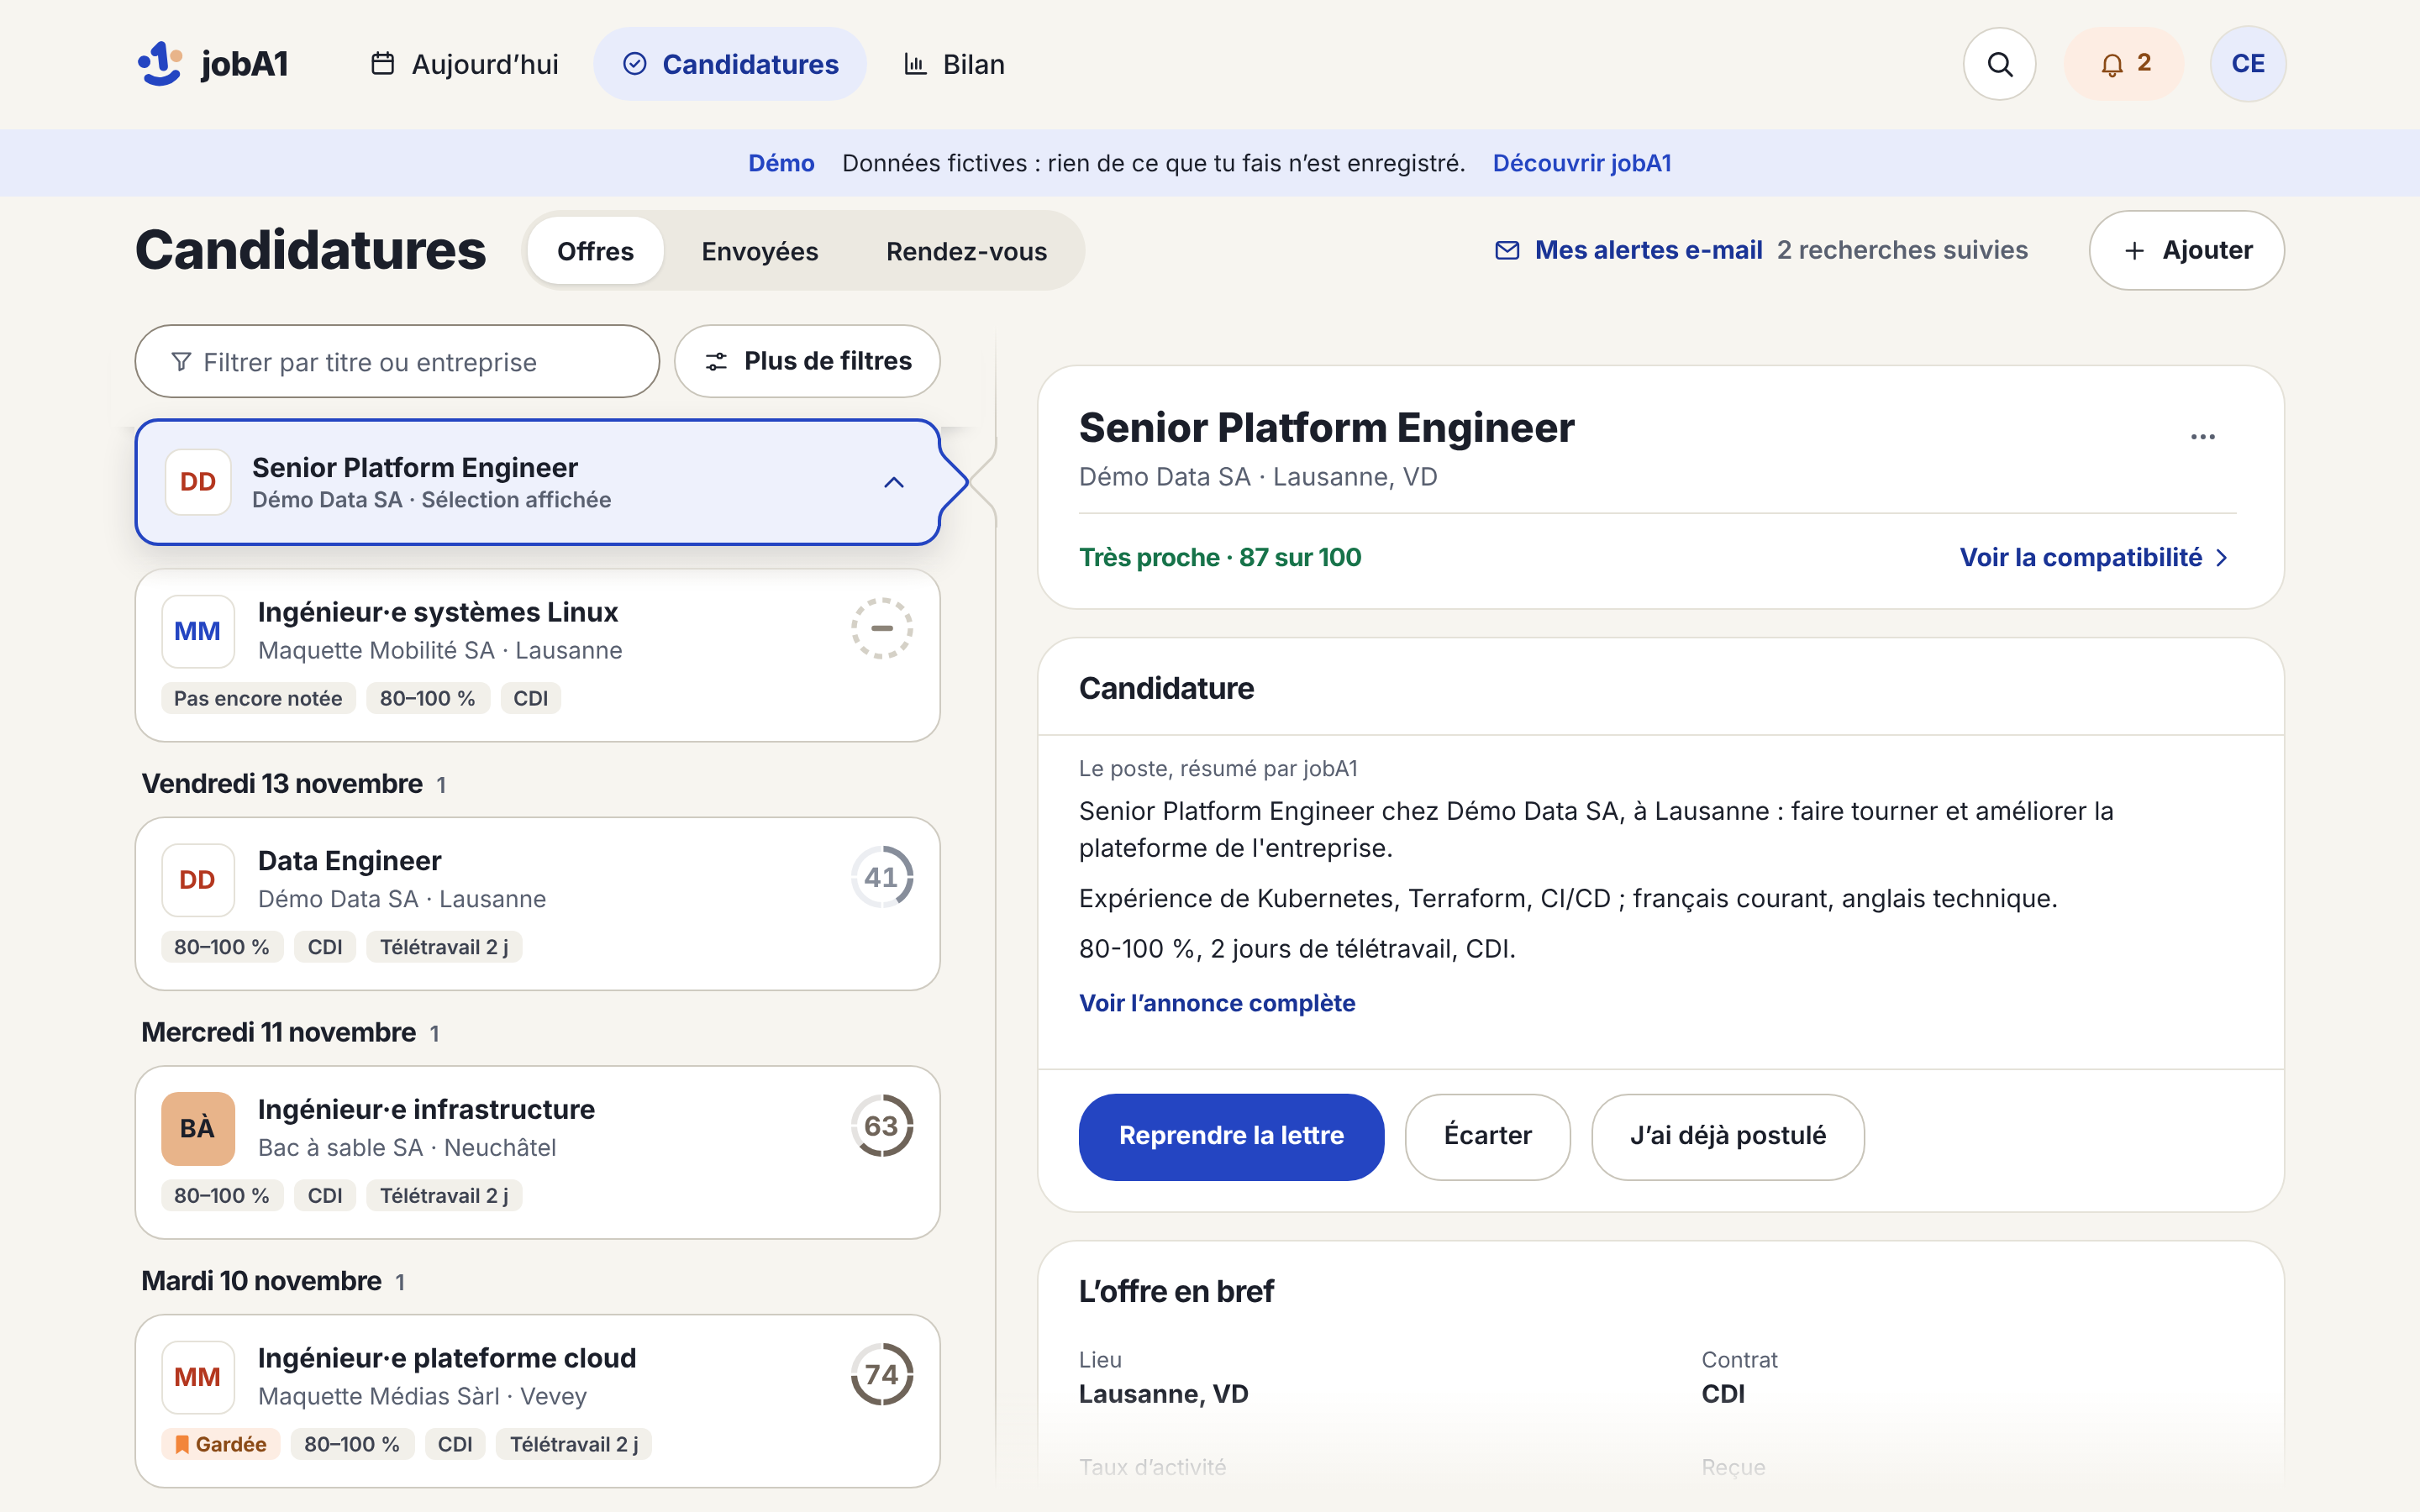 jobA1
Aujourd’hui
Candidatures
Bilan
2
CE
Démo Données fictives : rien de ce que tu fais n’est enregistré. Découvrir jobA1
Candidatures
Offres
Envoyées
Rendez-vous
Mes alertes e-mail 2 recherches suivies
Ajouter
Filtrer par titre ou entreprise
Plus de filtres
DD
Senior Platform Engineer
Démo Data SA · Sélection affichée
MM
Ingénieur·e systèmes Linux
Maquette Mobilité SA · Lausanne
Pas encore notée 80–100 % CDI
Vendredi 13 novembre 1
DD
Data Engineer
Démo Data SA · Lausanne
41
80–100 % CDI Télétravail 2 j
Mercredi 11 novembre 1
BÀ
Ingénieur·e infrastructure
Bac à sable SA · Neuchâtel
63
80–100 % CDI Télétravail 2 j
Mardi 10 novembre 1
MM
Ingénieur·e plateforme cloud
Maquette Médias Sàrl · Vevey
74
Gardée 80–100 % CDI Télétravail 2 j
Senior Platform Engineer
Démo Data SA · Lausanne, VD
Très proche · 87 sur 100
Voir la compatibilité
Candidature
Le poste, résumé par jobA1
Senior Platform Engineer chez Démo Data SA, à Lausanne : faire tourner et améliorer la
plateforme de l'entreprise.
Expérience de Kubernetes, Terraform, CI/CD ; français courant, anglais technique.
80-100 %, 2 jours de télétravail, CDI.
Voir l’annonce complète
Reprendre la lettre
Écarter
J’ai déjà postulé
L’offre en bref
Lieu
Lausanne, VD
Contrat
CDI
Taux d’activité
Reçue